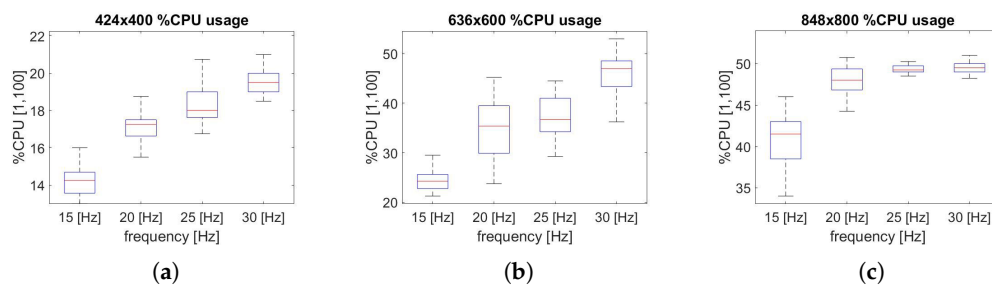 424x400 %CPU usage
22
20
18
16
14
%CPU [1,100]
15 [Hz] 20 [Hz] 25 [Hz] 30 [Hz]
frequency [Hz]
(a)
636x600 %CPU usage
50
40
30
20
%CPU [1,100]
15 [Hz] 20 [Hz] 25 [Hz] 30 [Hz]
frequency [Hz]
(b)
848x800 %CPU usage
50
45
40
35
%CPU [1,100]
15 [Hz] 20 [Hz] 25 [Hz] 30 [Hz]
frequency [Hz]
(c)